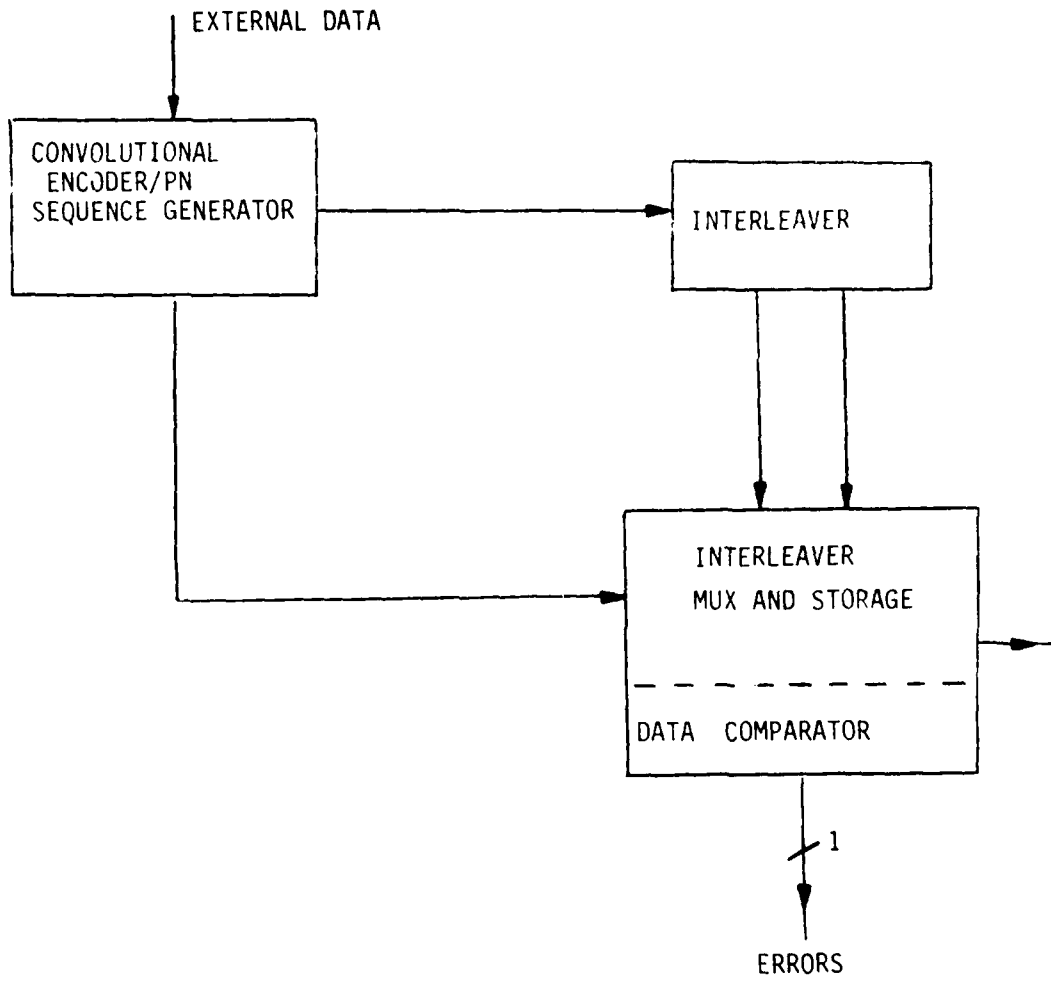 EXTERNAL DATA
CONVOLUTIONAL
ENCODER/PN
SEQUENCE GENERATOR
INTERLEAVER
INTERLEAVER
MUX AND STORAGE
DATA COMPARATOR
1
ERRORS